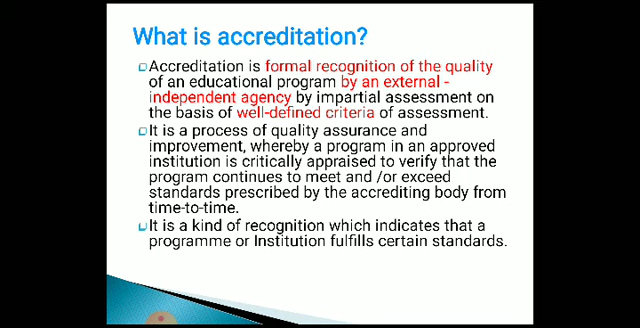 What is accreditation?
Accreditation is formal recognition of the quality
of an educational program by an external -
independent agency by impartial assessment on
the basis of well-defined criteria of assessment.
It is a process of quality assurance and
improvement, whereby a program in an approved
institution is critically appraised to verify that the
program continues to meet and /or exceed
standards prescribed by the accrediting body from
time-to-time.
It is a kind of recognition which indicates that a
programme or Institution fulfills certain standards.